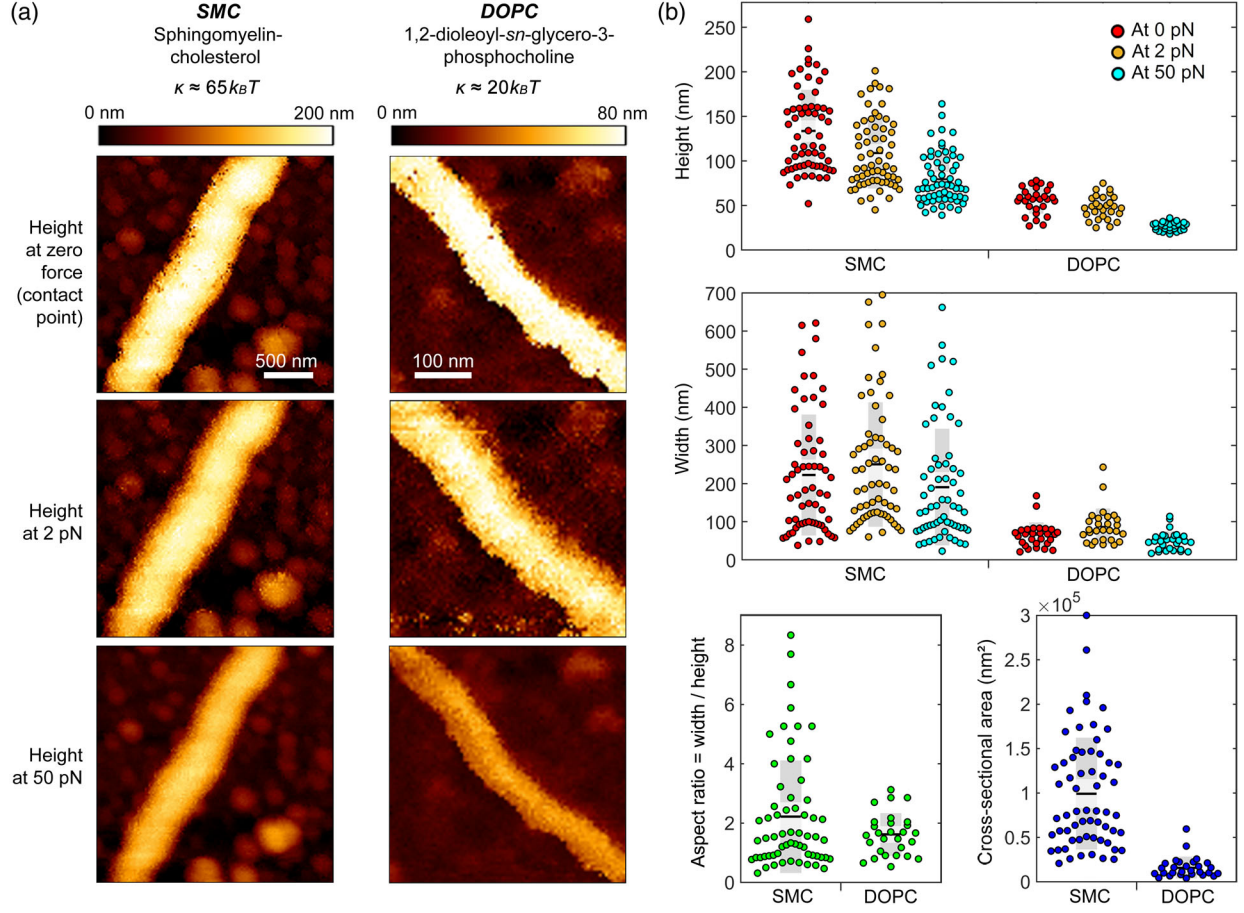 (a)
SMC
Sphingomyelin-
cholesterol
κ ≈ 65kBT
0 nm 200 nm
DOPC
1,2-dioleoyl-sn-glycero-3-
phosphocholine
κ ≈ 20kBT
0 nm 80 nm
Height
at zero
force
(contact
point)
500 nm
100 nm
Height
at 2 pN
Height
at 50 pN
(b)
Height (nm)
250
200
150
100
50
0
At 0 pN
At 2 pN
At 50 pN
SMC DOPC
Width (nm)
700
600
500
400
300
200
100
0
SMC DOPC
Aspect ratio = width / height
8
6
4
2
0
SMC DOPC
Cross-sectional area (nm²)
×10⁵
3
2.5
2
1.5
1
0.5
0
SMC DOPC